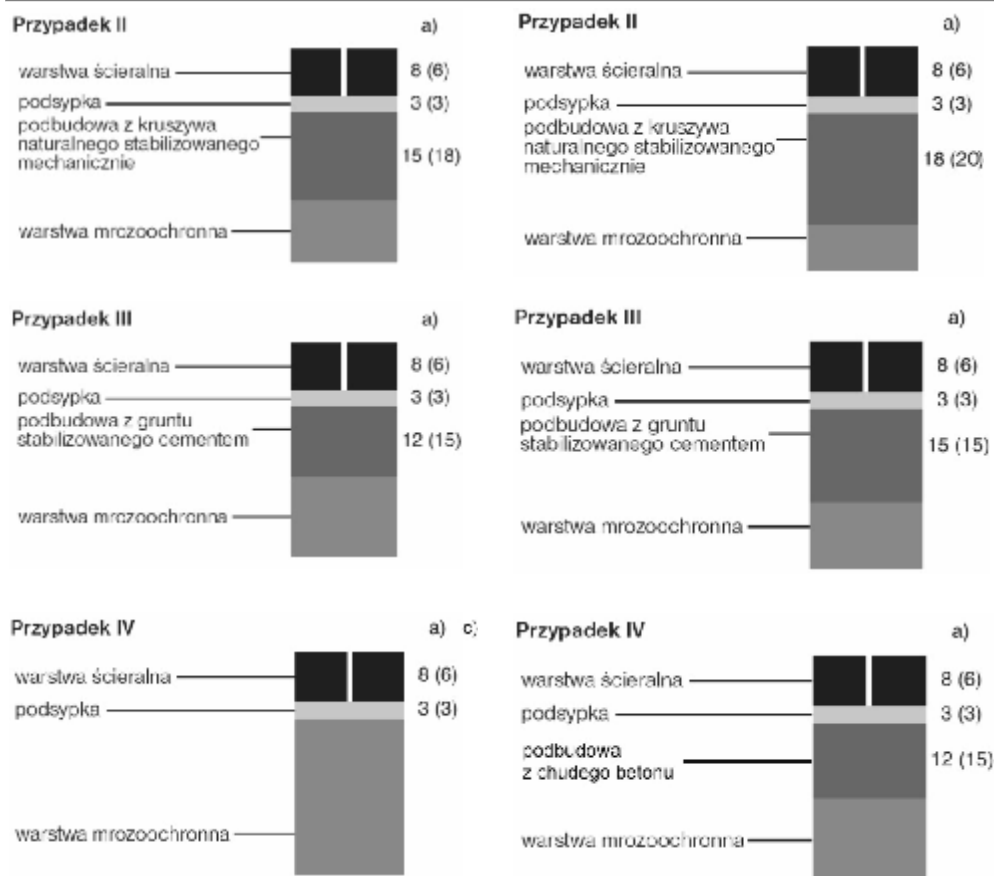 Przypadek II a)
warstwa ścieralna 8 (6)
podsypka 3 (3)
podbudowa z kruszywa
naturalnego stabilizowanego
mechanicznie 15 (18)
warstwa mrozoochronna
Przypadek II a)
warstwa ścieralna 8 (6)
podsypka 3 (3)
podbudowa z kruszywa
naturalnego stabilizowanego
mechanicznie 18 (20)
warstwa mrozoochronna
Przypadek III a)
warstwa ścieralna 8 (6)
podsypka 3 (3)
podbudowa z gruntu
stabilizowanego cementem 12 (15)
warstwa mrozoochronna
Przypadek III a)
warstwa ścieralna 8 (6)
podsypka 3 (3)
podbudowa z gruntu
stabilizowanego cementem 15 (15)
warstwa mrozoochronna
Przypadek IV a) c)
warstwa ścieralna 8 (6)
podsypka 3 (3)
warstwa mrozoochronna
Przypadek IV a)
warstwa ścieralna 8 (6)
podsypka 3 (3)
podbudowa
z chudego betonu 12 (15)
warstwa mrozoochronna